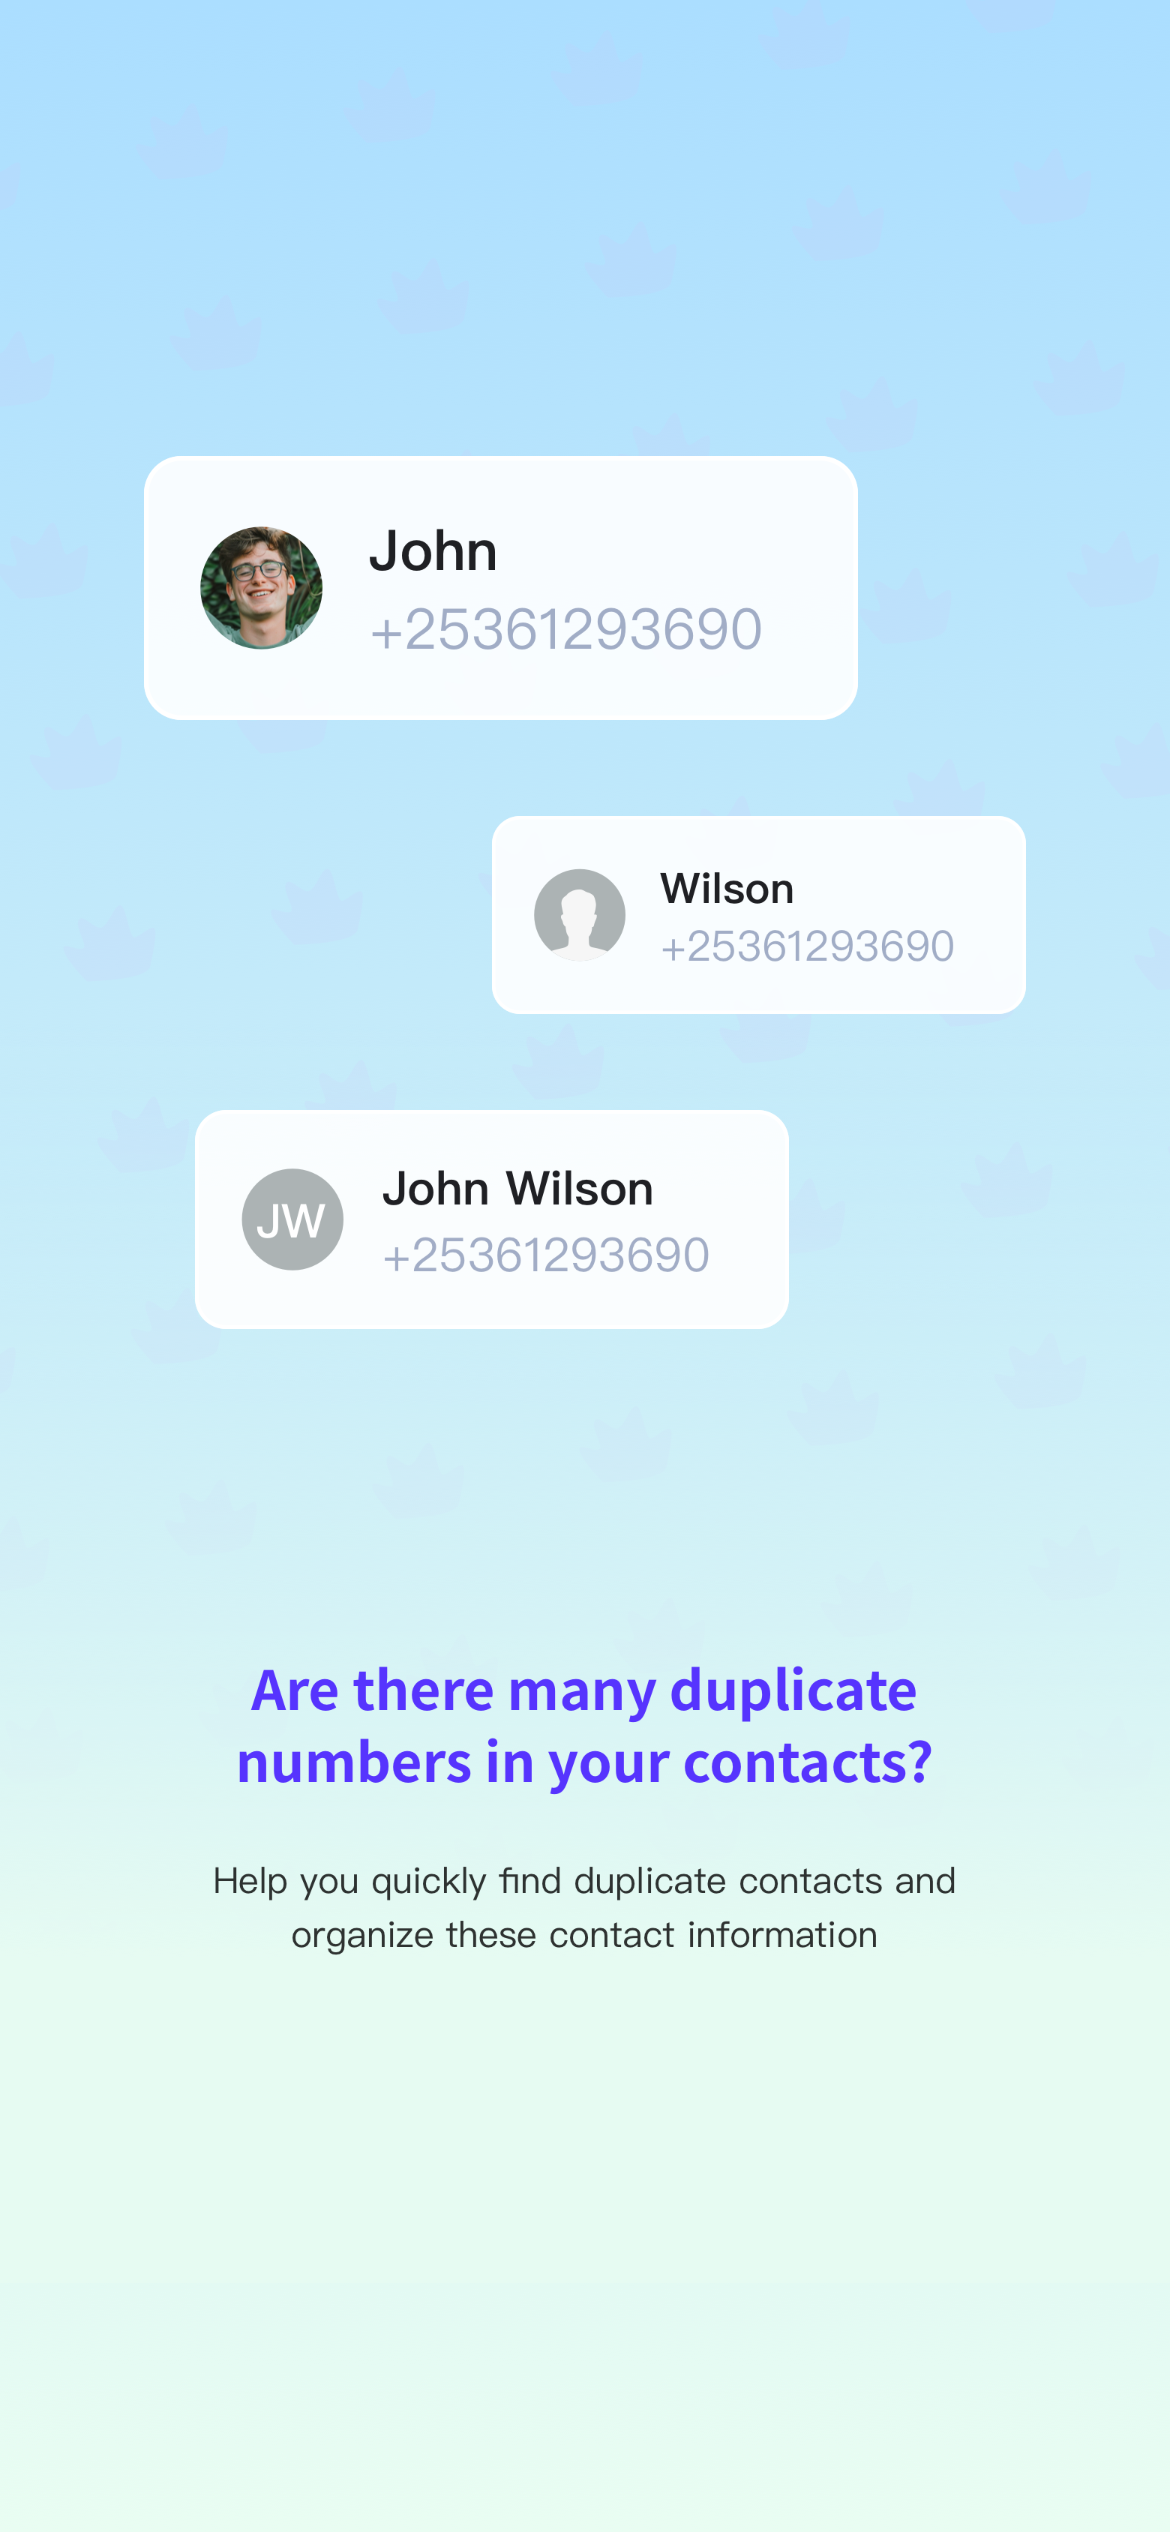 John
+25361293690
Wilson
+25361293690
JW
John Wilson
+25361293690
Are there many duplicate
numbers in your contacts?
Help you quickly find duplicate contacts and
organize these contact information